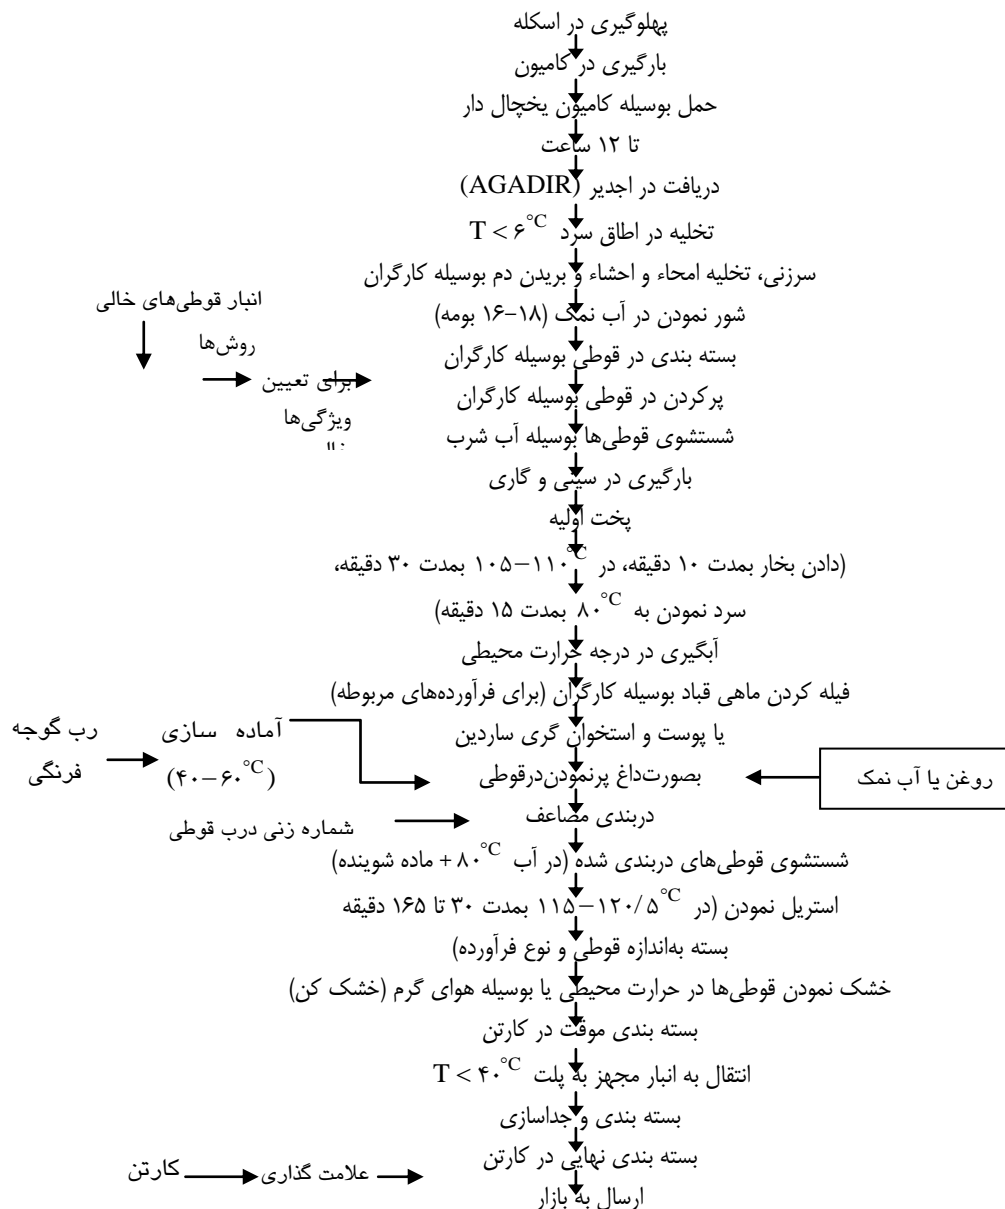 پهلوگیری در اسکله
بارگیری در کامیون
حمل بوسیله کامیون یخچال دار
تا ۱۲ ساعت
دریافت در اجدیر (AGADIR)
تخلیه در اطاق سرد T < ۶°C
سرزنی، تخلیه امحاء و احشاء و بریدن دم بوسیله کارگران
انبار قوطی‌های خالی
شور نمودن در آب نمک (۱۸–۱۶ بومه)
روش‌ها
بسته بندی در قوطی بوسیله کارگران
برای تعیین
پرکردن در قوطی بوسیله کارگران
ویژگی‌ها
شستشوی قوطی‌ها بوسیله آب شرب
بارگیری در سینی و گاری
پخت اولیه
(دادن بخار بمدت ۱۰ دقیقه، در ۱۱۰°C–۱۰۵ بمدت ۳۰ دقیقه،
سرد نمودن به ۸۰°C بمدت ۱۵ دقیقه)
آبگیری در درجه حرارت محیطی
فیله کردن ماهی قباد بوسیله کارگران (برای فرآورده‌های مربوطه)
یا پوست و استخوان گری ساردین
رب گوجه
فرنگی
آماده سازی
(۴۰–۶۰°C)
بصورت‌داغ پرنمودن‌درقوطی
روغن یا آب نمک
دربندی مضاعف
شماره زنی درب قوطی
شستشوی قوطی‌های دربندی شده (در آب ۸۰°C + ماده شوینده)
استریل نمودن (در ۱۲۰/۵°C–۱۱۵ بمدت ۳۰ تا ۱۶۵ دقیقه
بسته به‌اندازه قوطی و نوع فرآورده)
خشک نمودن قوطی‌ها در حرارت محیطی یا بوسیله هوای گرم (خشک کن)
بسته بندی موقت در کارتن
انتقال به انبار مجهز به پلت T < ۴۰°C
بسته بندی و جداسازی
بسته بندی نهایی در کارتن
علامت گذاری
کارتن
ارسال به بازار